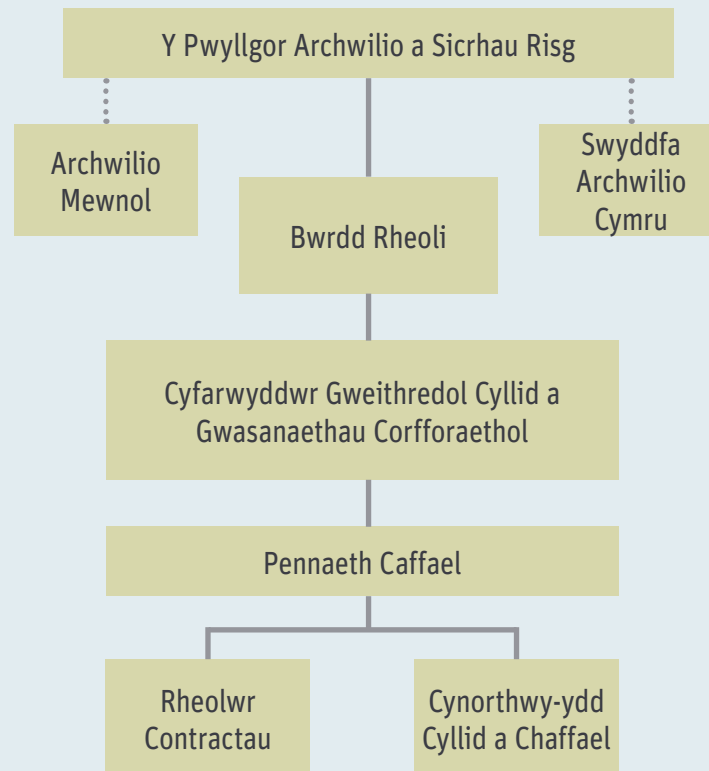 Y Pwyllgor Archwilio a Sicrhau Risg
Archwilio
Mewnol
Swyddfa
Archwilio
Cymru
Bwrdd Rheoli
Cyfarwyddwr Gweithredol Cyllid a
Gwasanaethau Corfforaethol
Pennaeth Caffael
Rheolwr
Contractau
Cynorthwy-ydd
Cyllid a Chaffael